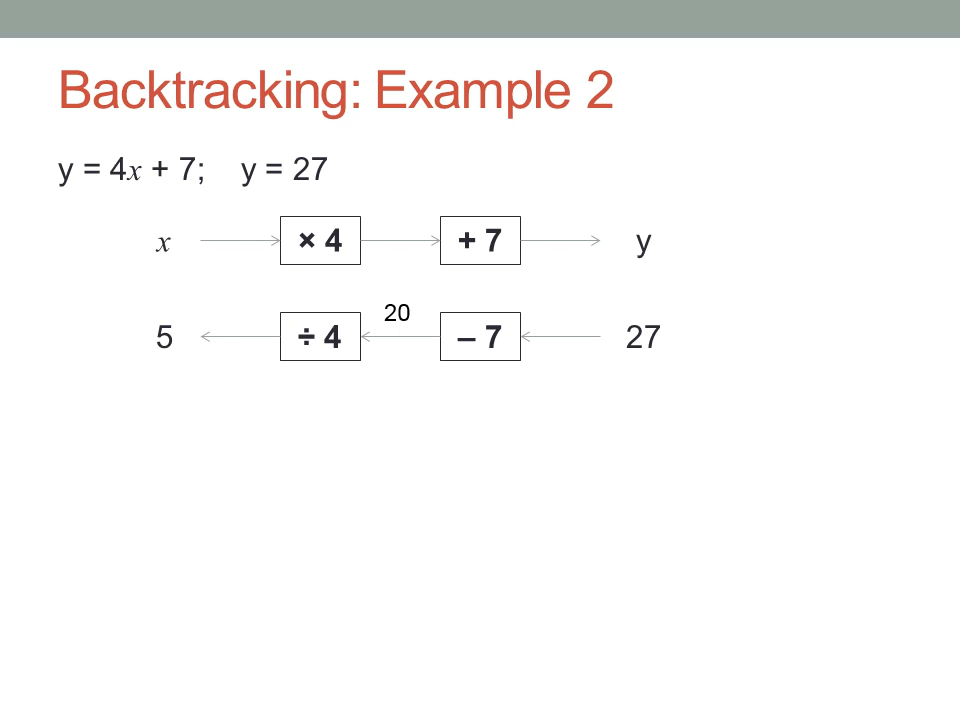 Backtracking: Example 2
y = 4x + 7; y = 27
x × 4 + 7 y
20
5 ÷ 4 – 7 27